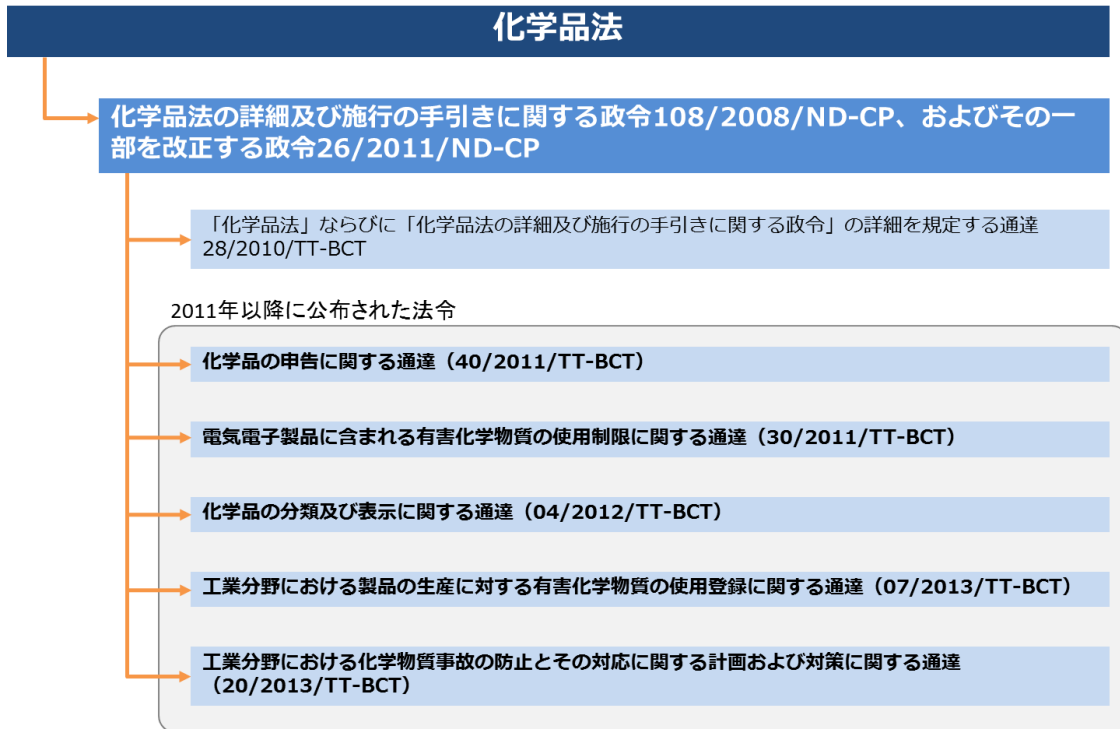 化学品法
化学品法の詳細及び施行の手引きに関する政令108/2008/ND-CP、およびその一
部を改正する政令26/2011/ND-CP
「化学品法」ならびに「化学品法の詳細及び施行の手引きに関する政令」の詳細を規定する通達
28/2010/TT-BCT
2011年以降に公布された法令
化学品の申告に関する通達（40/2011/TT-BCT）
電気電子製品に含まれる有害化学物質の使用制限に関する通達（30/2011/TT-BCT）
化学品の分類及び表示に関する通達（04/2012/TT-BCT）
工業分野における製品の生産に対する有害化学物質の使用登録に関する通達（07/2013/TT-BCT）
工業分野における化学物質事故の防止とその対応に関する計画および対策に関する通達
（20/2013/TT-BCT）